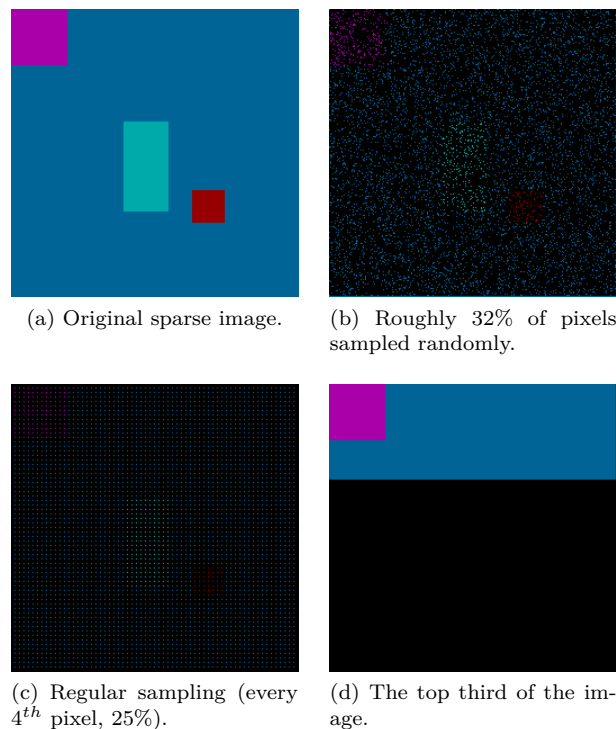 (a) Original sparse image.
(b) Roughly 32% of pixels
sampled randomly.
(c) Regular sampling (every
4th pixel, 25%).
(d) The top third of the im-
age.